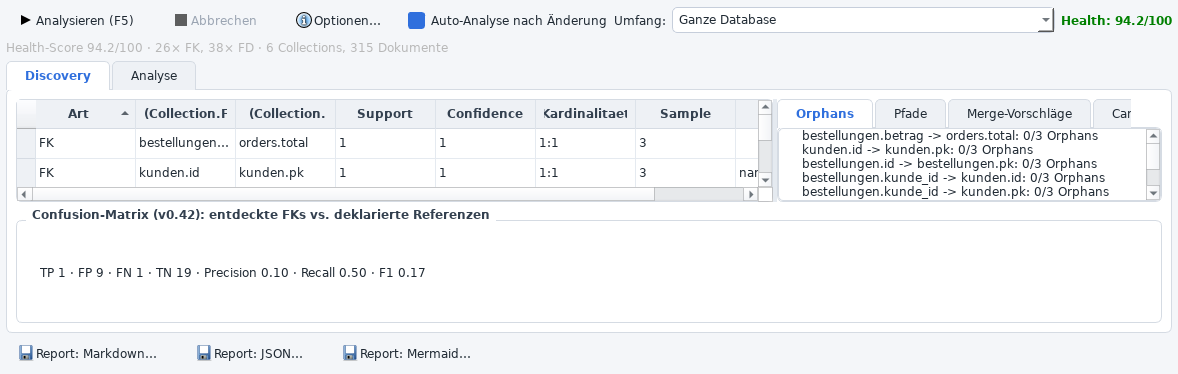 Analysieren (F5) Abbrechen Optionen... Auto-Analyse nach Änderung Umfang: Ganze Database Health: 94.2/100
Health-Score 94.2/100 · 26× FK, 38× FD · 6 Collections, 315 Dokumente
Discovery Analyse
Art (Collection.F (Collection. Support Confidence Kardinalitaet Sample
FK bestellungen... orders.total 1 1 1:1 3
FK kunden.id kunden.pk 1 1 1:1 3 nar
Orphans Pfade Merge-Vorschläge Car
bestellungen.betrag -> orders.total: 0/3 Orphans
kunden.id -> kunden.pk: 0/3 Orphans
bestellungen.id -> bestellungen.pk: 0/3 Orphans
bestellungen.kunde_id -> kunden.id: 0/3 Orphans
bestellungen.kunde_id -> kunden.pk: 0/3 Orphans
Confusion-Matrix (v0.42): entdeckte FKs vs. deklarierte Referenzen
TP 1 · FP 9 · FN 1 · TN 19 · Precision 0.10 · Recall 0.50 · F1 0.17
Report: Markdown... Report: JSON... Report: Mermaid...